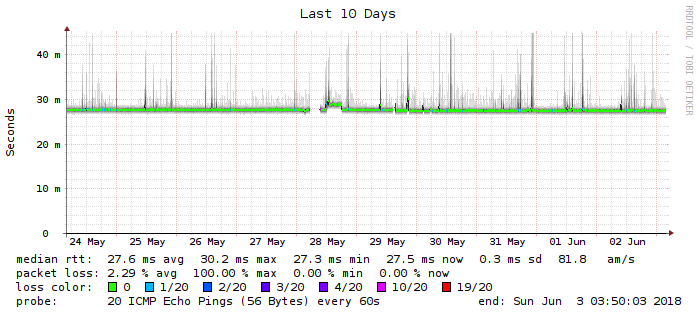 Last 10 Days
RRDTOOL / TOBI OETIKER
Seconds
40 m
30 m
20 m
10 m
0
24 May 25 May 26 May 27 May 28 May 29 May 30 May 31 May 01 Jun 02 Jun
median rtt: 27.6 ms avg 30.2 ms max 27.3 ms min 27.5 ms now 0.3 ms sd 81.8 am/s
packet loss: 2.29 % avg 100.00 % max 0.00 % min 0.00 % now
loss color: 0 1/20 2/20 3/20 4/20 10/20 19/20
probe: 20 ICMP Echo Pings (56 Bytes) every 60s end: Sun Jun 3 03:50:03 2018